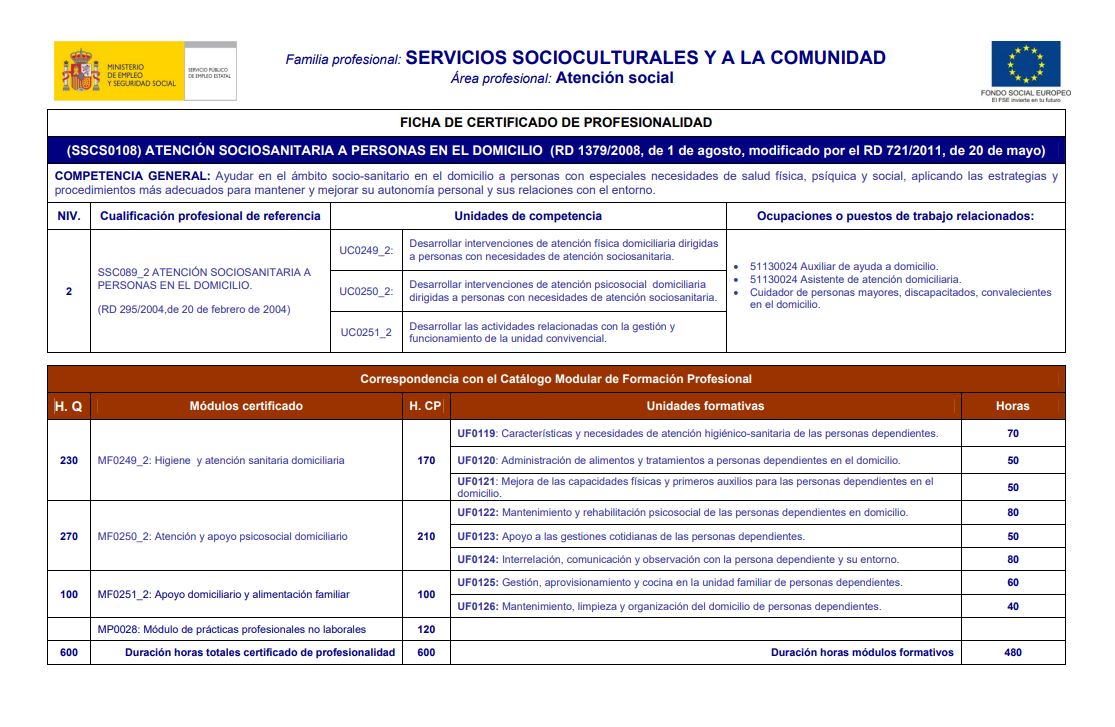 MINISTERIO
DE EMPLEO
Y SEGURIDAD SOCIAL
SERVICIO PÚBLICO
DE EMPLEO ESTATAL
Familia profesional: SERVICIOS SOCIOCULTURALES Y A LA COMUNIDAD
Área profesional: Atención social
FONDO SOCIAL EUROPEO
El FSE invierte en tu futuro
FICHA DE CERTIFICADO DE PROFESIONALIDAD
(SSCS0108) ATENCIÓN SOCIOSANITARIA A PERSONAS EN EL DOMICILIO (RD 1379/2008, de 1 de agosto, modificado por el RD 721/2011, de 20 de mayo)
COMPETENCIA GENERAL: Ayudar en el ámbito socio-sanitario en el domicilio a personas con especiales necesidades de salud física, psíquica y social, aplicando las estrategias y
procedimientos más adecuados para mantener y mejorar su autonomía personal y sus relaciones con el entorno.
NIV. Cualificación profesional de referencia Unidades de competencia Ocupaciones o puestos de trabajo relacionados:
2
SSC089_2 ATENCIÓN SOCIOSANITARIA A
PERSONAS EN EL DOMICILIO.
(RD 295/2004,de 20 de febrero de 2004)
UC0249_2:
Desarrollar intervenciones de atención física domiciliaria dirigidas
a personas con necesidades de atención sociosanitaria.
UC0250_2:
Desarrollar intervenciones de atención psicosocial domiciliaria
dirigidas a personas con necesidades de atención sociosanitaria.
UC0251_2
Desarrollar las actividades relacionadas con la gestión y
funcionamiento de la unidad convivencial.
• 51130024 Auxiliar de ayuda a domicilio.
• 51130024 Asistente de atención domiciliaria.
• Cuidador de personas mayores, discapacitados, convalecientes
en el domicilio.
Correspondencia con el Catálogo Modular de Formación Profesional
H. Q Módulos certificado H. CP Unidades formativas Horas
230 MF0249_2: Higiene y atención sanitaria domiciliaria 170
UF0119: Características y necesidades de atención higiénico-sanitaria de las personas dependientes. 70
UF0120: Administración de alimentos y tratamientos a personas dependientes en el domicilio. 50
UF0121: Mejora de las capacidades físicas y primeros auxilios para las personas dependientes en el
domicilio. 50
270 MF0250_2: Atención y apoyo psicosocial domiciliario 210
UF0122: Mantenimiento y rehabilitación psicosocial de las personas dependientes en domicilio. 80
UF0123: Apoyo a las gestiones cotidianas de las personas dependientes. 50
UF0124: Interrelación, comunicación y observación con la persona dependiente y su entorno. 80
100 MF0251_2: Apoyo domiciliario y alimentación familiar 100
UF0125: Gestión, aprovisionamiento y cocina en la unidad familiar de personas dependientes. 60
UF0126: Mantenimiento, limpieza y organización del domicilio de personas dependientes. 40
MP0028: Módulo de prácticas profesionales no laborales 120
600 Duración horas totales certificado de profesionalidad 600 Duración horas módulos formativos 480